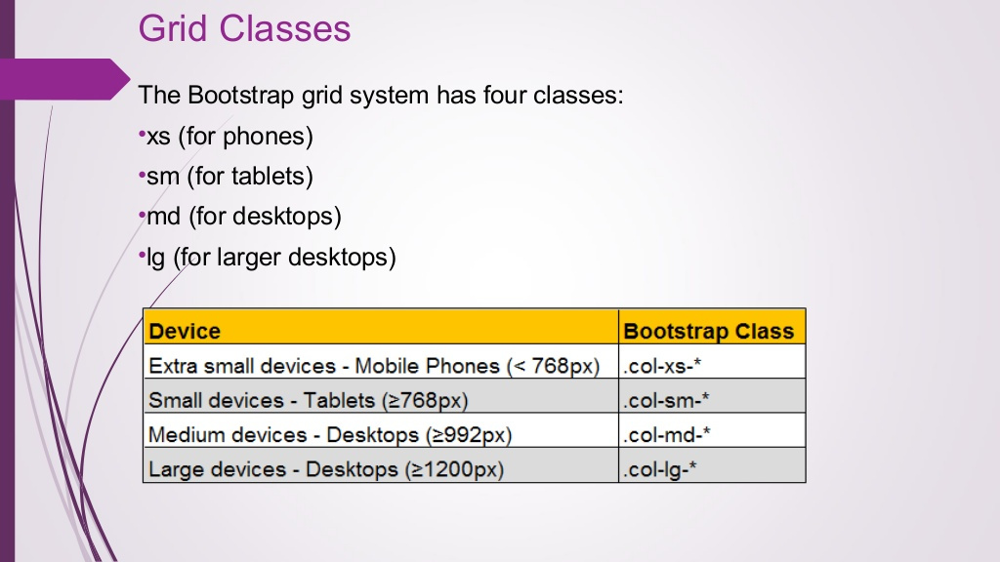 Grid Classes
The Bootstrap grid system has four classes:
•xs (for phones)
•sm (for tablets)
•md (for desktops)
•lg (for larger desktops)
Device Bootstrap Class
Extra small devices - Mobile Phones (< 768px) .col-xs-*
Small devices - Tablets (≥768px) .col-sm-*
Medium devices - Desktops (≥992px) .col-md-*
Large devices - Desktops (≥1200px) .col-lg-*